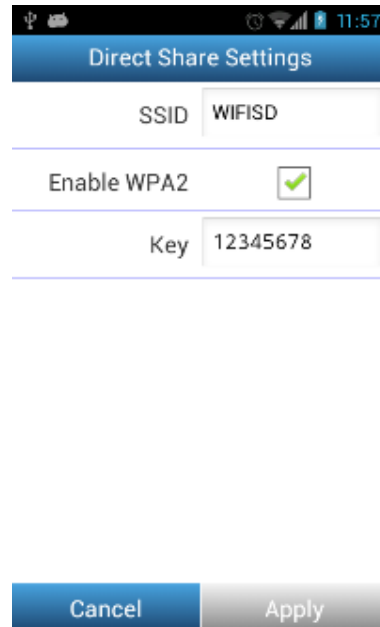 11:57
Direct Share Settings
SSID WIFISD
Enable WPA2
Key 12345678
Cancel Apply